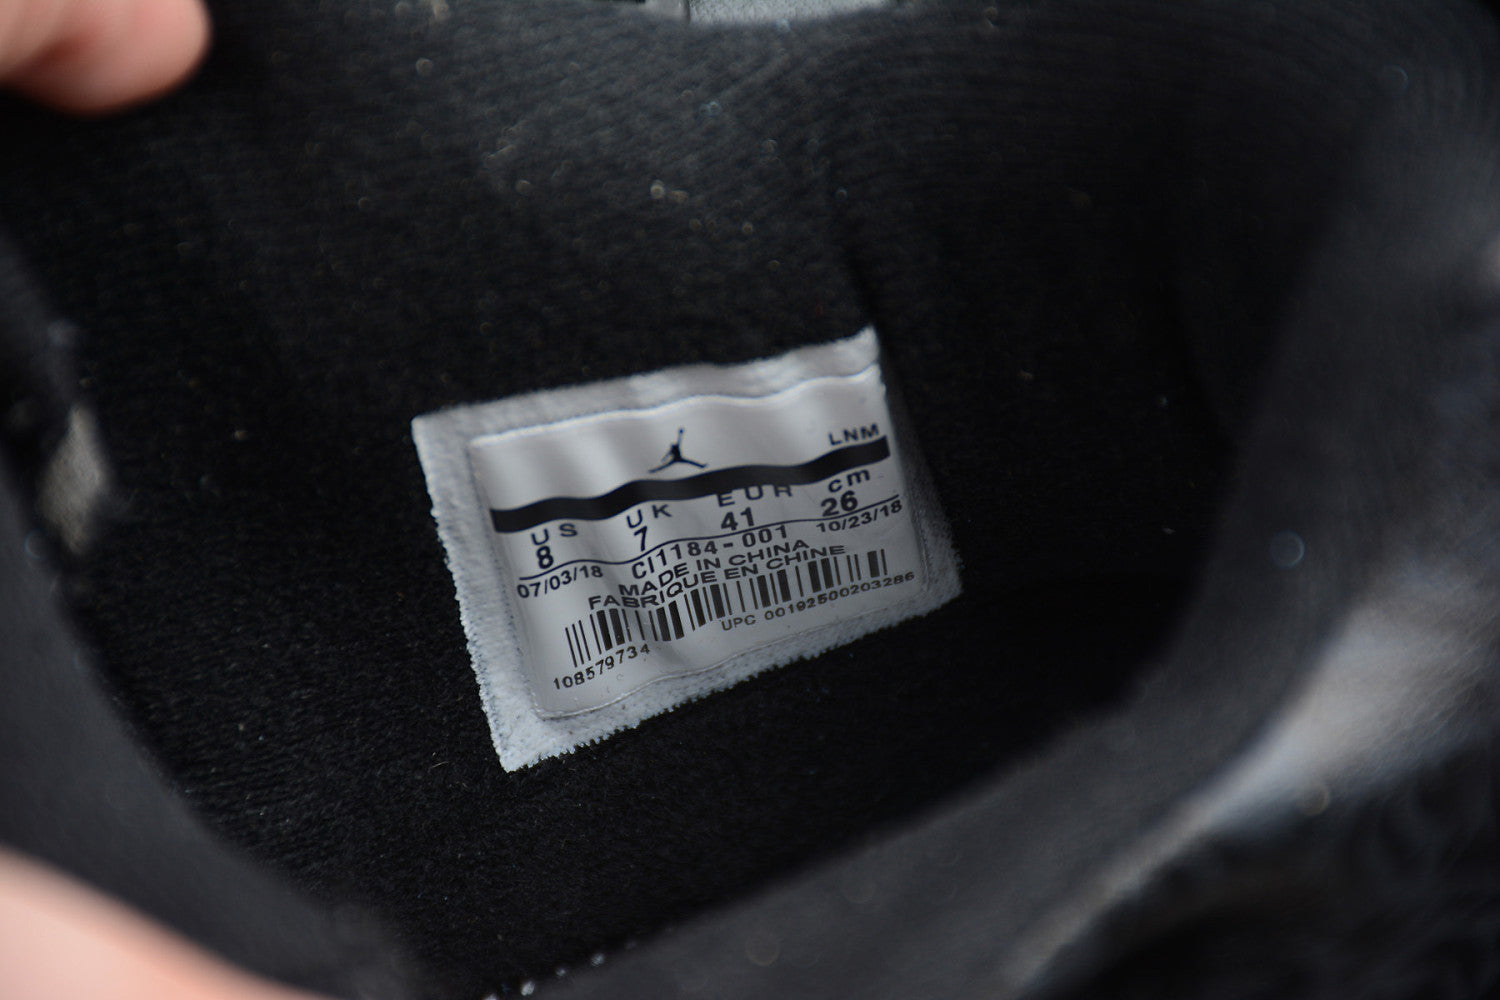 LNM
US UK EUR cm
8 7 41 26
07/03/18 CI1184-001 10/23/18
MADE IN CHINA
FABRIQUE EN CHINE
108579734 UPC 00192500203286